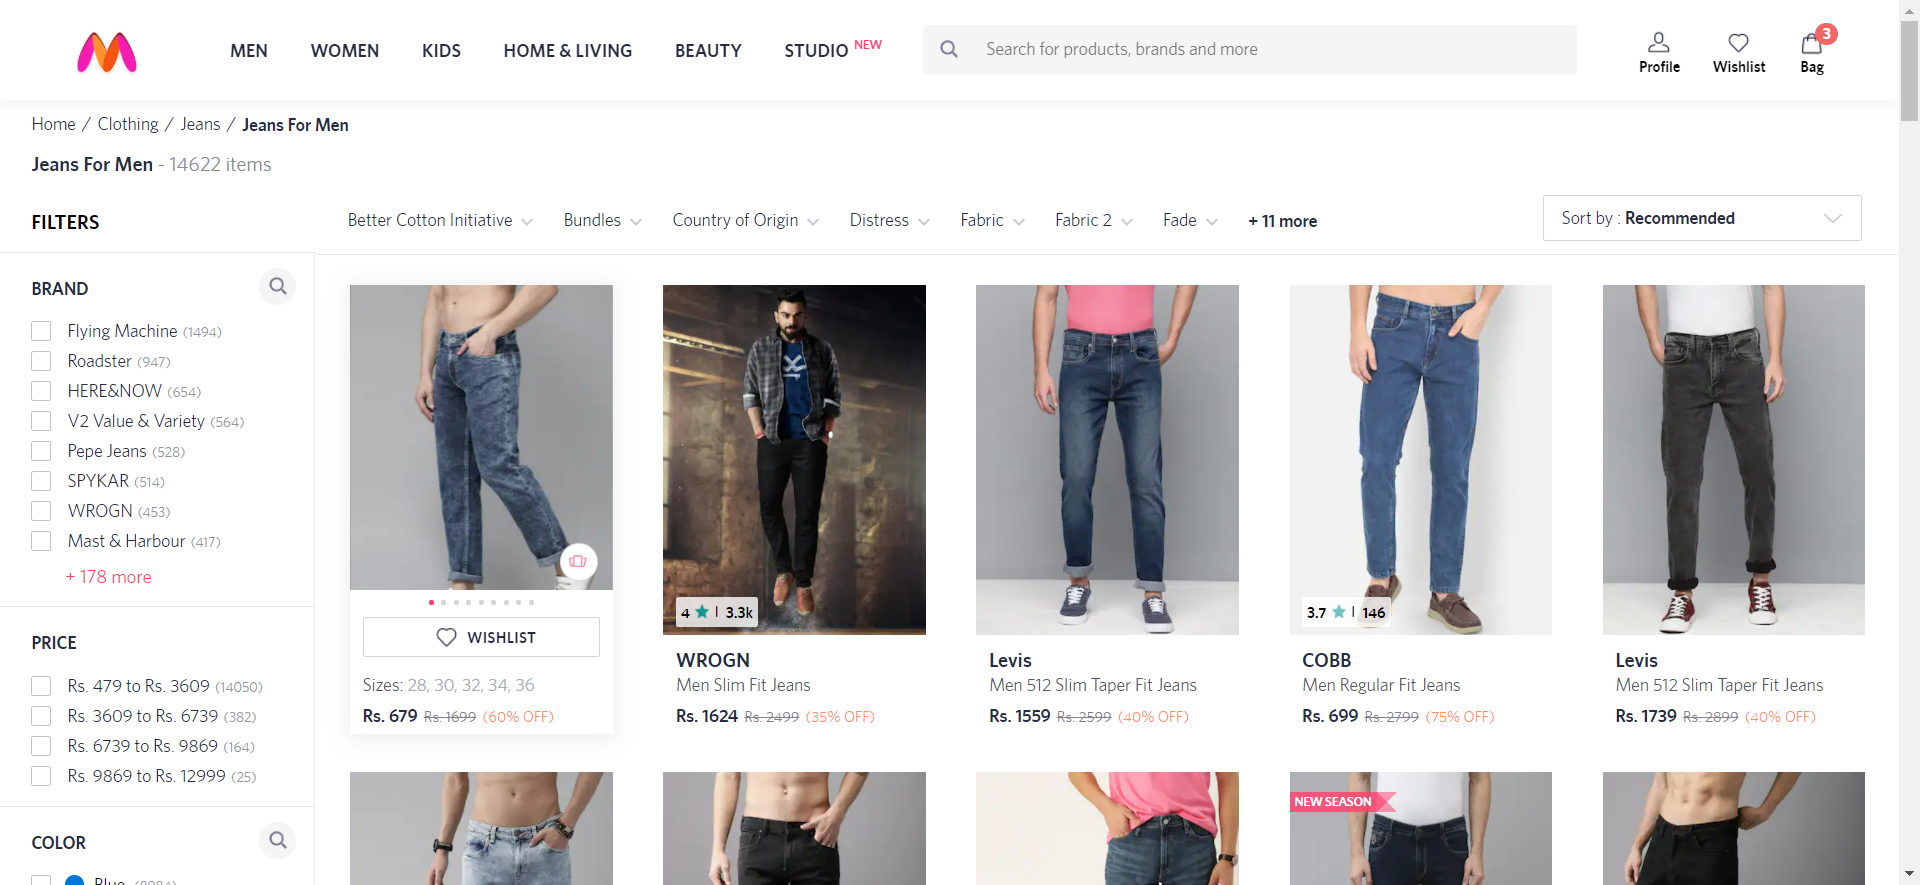 MEN WOMEN KIDS HOME & LIVING BEAUTY STUDIO NEW Search for products, brands and more Profile Wishlist 3 Bag
Home / Clothing / Jeans / Jeans For Men
Jeans For Men - 14622 items
FILTERS
Better Cotton Initiative Bundles Country of Origin Distress Fabric Fabric 2 Fade + 11 more
Sort by : Recommended
BRAND
Flying Machine (1494)
Roadster (947)
HERE&NOW (654)
V2 Value & Variety (564)
Pepe Jeans (528)
SPYKAR (514)
WROGN (453)
Mast & Harbour (417)
+ 178 more
PRICE
Rs. 479 to Rs. 3609 (14050)
Rs. 3609 to Rs. 6739 (382)
Rs. 6739 to Rs. 9869 (164)
Rs. 9869 to Rs. 12999 (25)
COLOR
Blue (8984)
WISHLIST
Sizes: 28, 30, 32, 34, 36
Rs. 679 Rs. 1699 (60% OFF)
4 | 3.3k
WROGN
Men Slim Fit Jeans
Rs. 1624 Rs. 2499 (35% OFF)
Levis
Men 512 Slim Taper Fit Jeans
Rs. 1559 Rs. 2599 (40% OFF)
3.7 | 146
COBB
Men Regular Fit Jeans
Rs. 699 Rs. 2799 (75% OFF)
Levis
Men 512 Slim Taper Fit Jeans
Rs. 1739 Rs. 2899 (40% OFF)
NEW SEASON